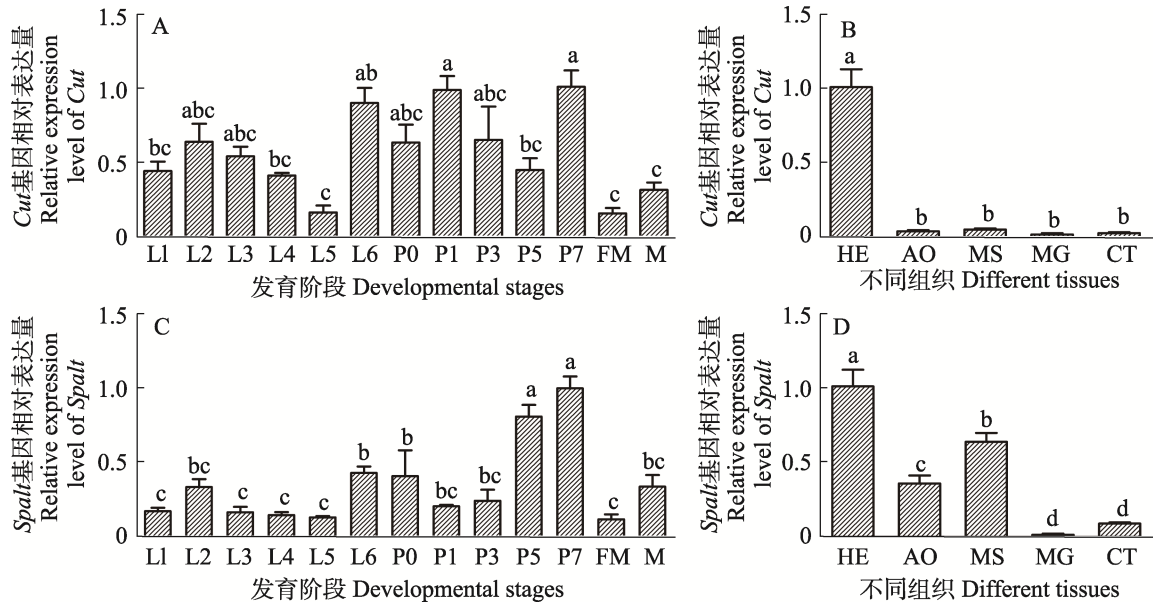 Cut基因相对表达量
Relative expression
level of Cut
1.5
1.0
0.5
0
A
bc
abc
abc
bc
c
ab
abc
a
abc
bc
a
c
c
L1 L2 L3 L4 L5 L6 P0 P1 P3 P5 P7 FM M
发育阶段 Developmental stages
Cut基因相对表达量
Relative expression
level of Cut
1.5
1.0
0.5
0
B
a
b
b
b
b
HE AO MS MG CT
不同组织 Different tissues
Spalt基因相对表达量
Relative expression
level of Spalt
1.5
1.0
0.5
0
C
c
bc
c
c
c
b
b
bc
bc
a
a
c
bc
L1 L2 L3 L4 L5 L6 P0 P1 P3 P5 P7 FM M
发育阶段 Developmental stages
Spalt基因相对表达量
Relative expression
level of Spalt
1.5
1.0
0.5
0
D
a
c
b
d
d
HE AO MS MG CT
不同组织 Different tissues